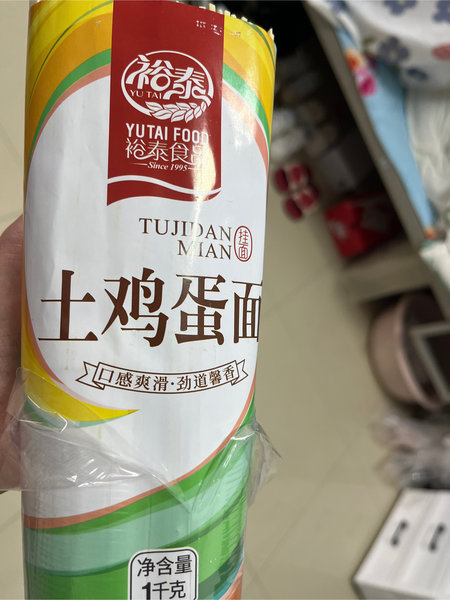 裕泰
YU TAI
YUTAI FOOD
裕泰食品
Since 1995
TUJIDAN
MIAN
挂面
土鸡蛋面
口感爽滑·劲道馨香
净含量
1千克